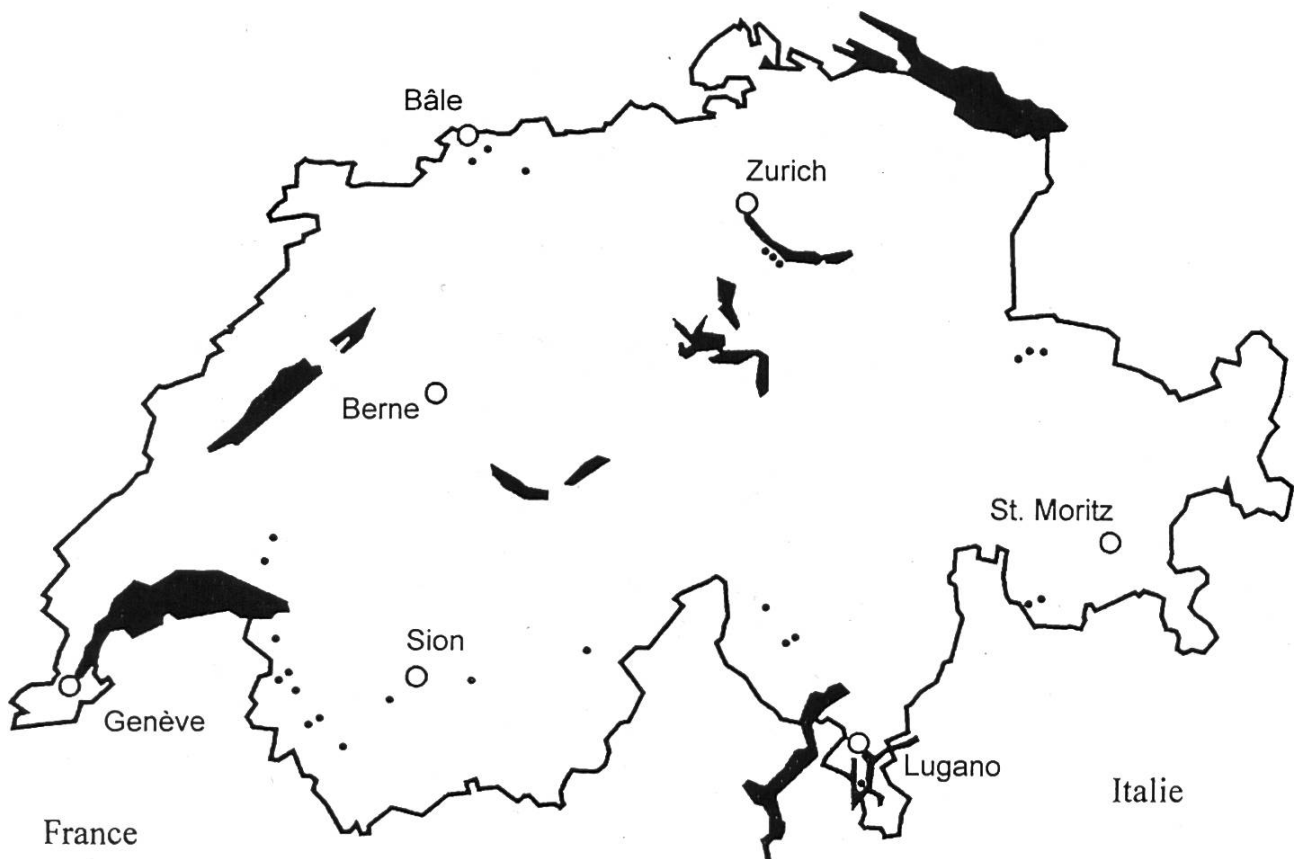 Bâle
Zurich
Berne
St. Moritz
Sion
Genève
Lugano
Italie
France